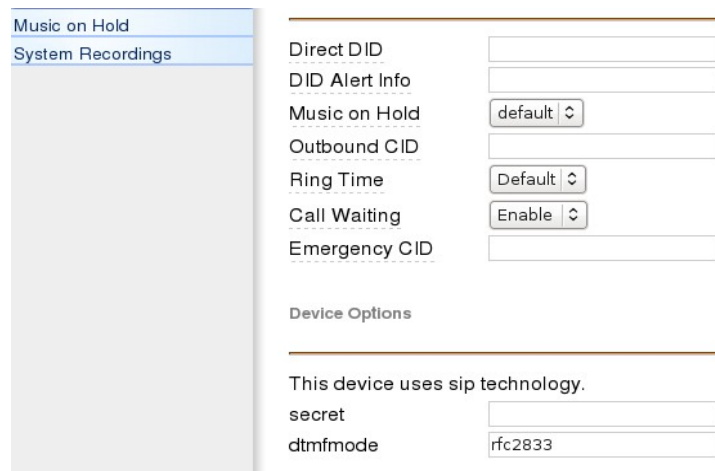 Music on Hold
System Recordings
Direct DID
DID Alert Info
Music on Hold default
Outbound CID
Ring Time Default
Call Waiting Enable
Emergency CID
Device Options
This device uses sip technology.
secret
dtmfmode rfc2833